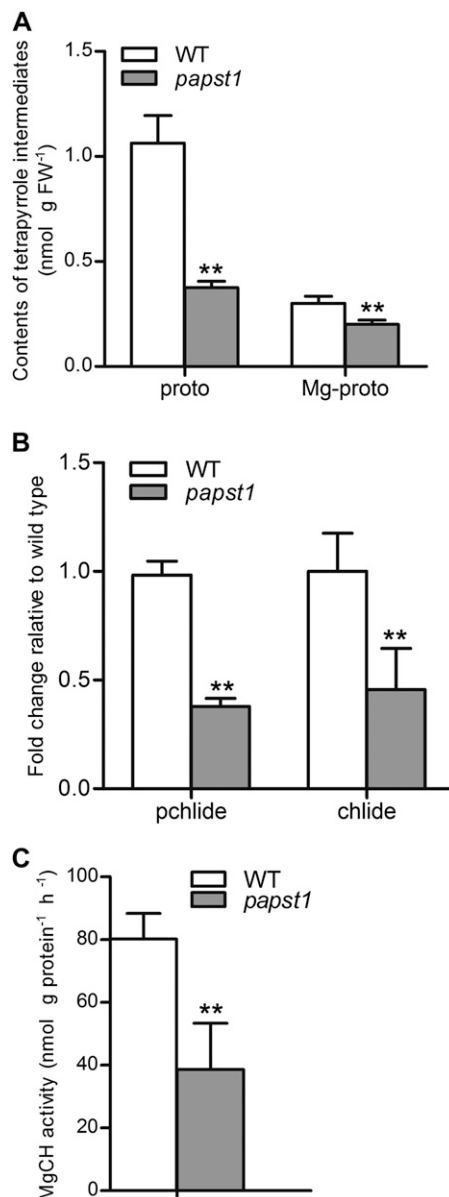 A
Contents of tetrapyrrole intermediates
(nmol g FW-1)
1.5
1.0
0.5
0.0
WT
papst1
**
**
proto
Mg-proto
B
Fold change ralative to wild type
1.5
1.0
0.5
0.0
WT
papst1
**
**
pchlide
chlide
C
MgCH activity (nmol g protein-1 h-1)
100
80
60
40
20
0
WT
papst1
**